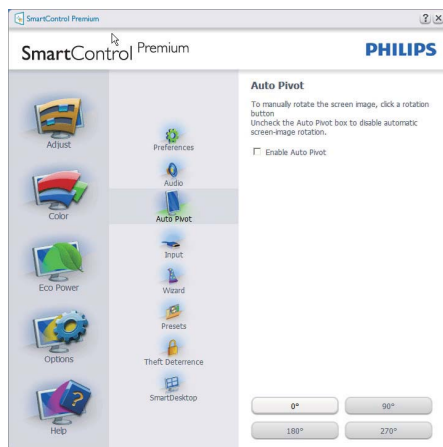 SmartControl Premium
SmartControl Premium
PHILIPS
Adjust
Color
Eco Power
Options
Help
Preferences
Audio
Auto Pivot
Input
Wizard
Presets
Theft Deterrence
SmartDesktop
Auto Pivot
To manually rotate the screen image, click a rotation
button
Uncheck the Auto Pivot box to disable automatic
screen-image rotation.
Enable Auto Pivot
0°
90°
180°
270°